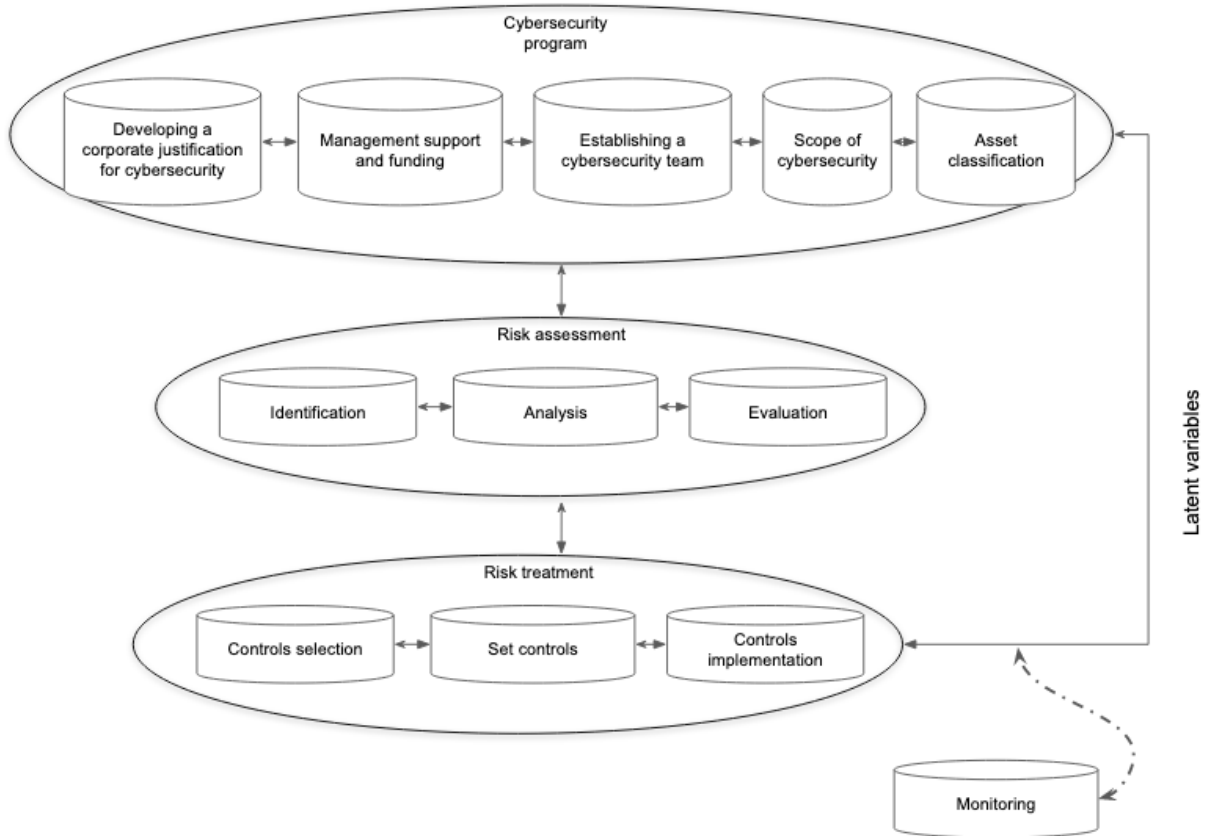 Cybersecurity
program
Developing a
corporate justification
for cybersecurity
Management support
and funding
Establishing a
cybersecurity team
Scope of
cybersecurity
Asset
classification
Risk assessment
Identification
Analysis
Evaluation
Latent variables
Risk treatment
Controls selection
Set controls
Controls
implementation
Monitoring